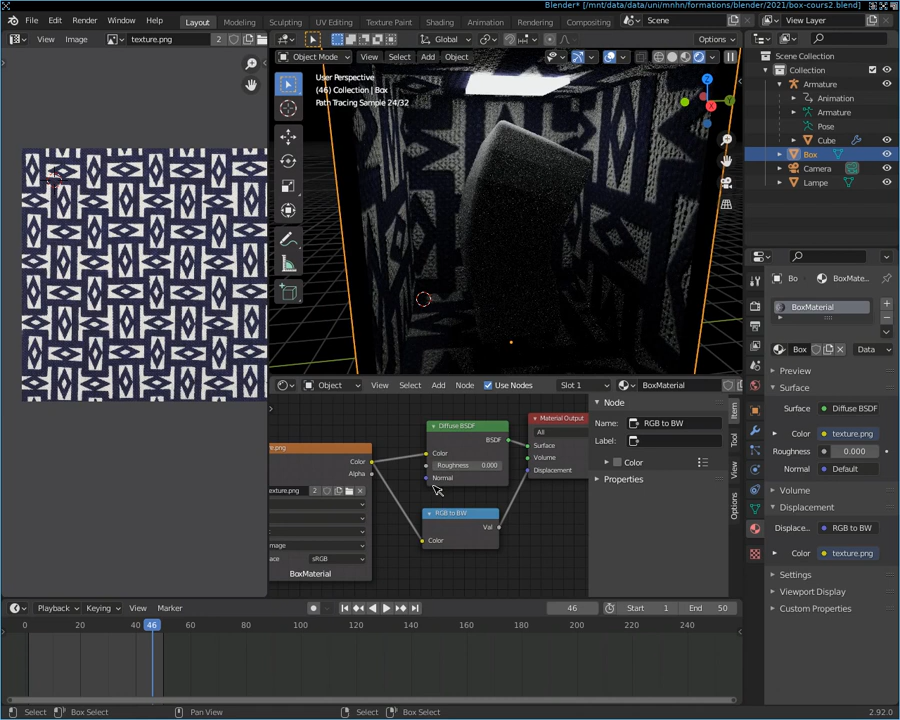 Blender* [/mnt/data/data/uni/mnhn/formations/blender/2021/box-cours2.blend]
File Edit Render Window Help Layout Modeling Sculpting UV Editing Texture Paint Shading Animation Rendering Compositing Scene View Layer
View Image texture.png 2
Global Options
Object Mode View Select Add Object
User Perspective
(46) Collection | Box
Path Tracing Sample 24/32
Z
X
Y
Scene Collection
Collection
Armature
Animation
Armature
Pose
Cube
Box
Camera
Lampe
Bo BoxMate...
BoxMaterial
Box Data
Preview
Surface
Surface Diffuse BSDF
Color texture.png
Roughness 0.000
Normal Default
Volume
Displacement
Displace... RGB to BW
Color texture.png
Settings
Viewport Display
Custom Properties
Object View Select Add Node Use Nodes Slot 1 BoxMaterial
Color
Alpha
exture.png 2
mage
ace sRGB
BoxMaterial
Diffuse BSDF
BSDF
Color
Roughness 0.000
Normal
RGB to BW
Val
Color
Material Output
All
Surface
Volume
Displacement
Node
Name: RGB to BW
Label:
Color
Properties
Item
Tool
View
Options
Playback Keying View Marker 46 Start 1 End 50
0 20 40 46 60 80 100 120 140 160 180 200 220 240
Select Box Select Pan View Select Box Select 2.92.0